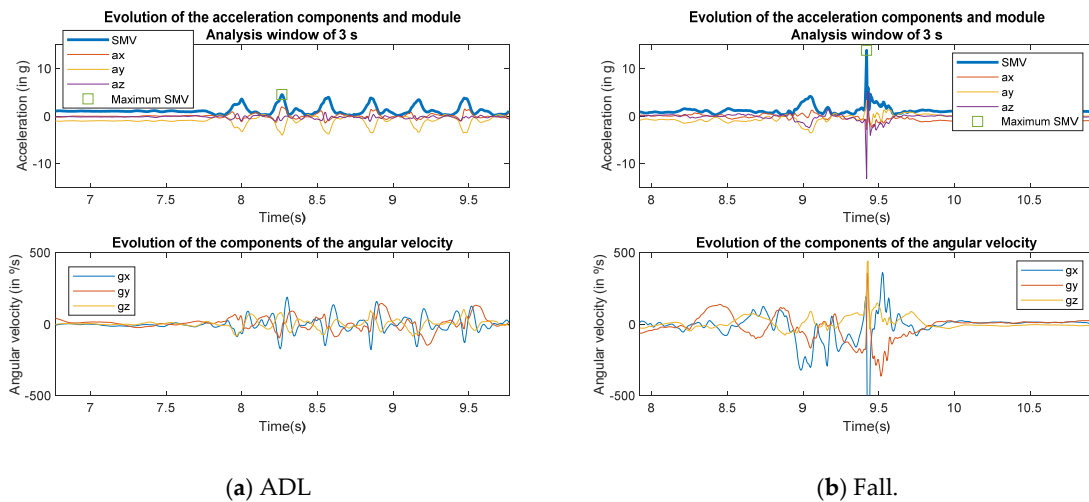 Evolution of the acceleration components and module
Analysis window of 3 s
SMV
ax
ay
az
Maximum SMV
10
0
-10
Acceleration (in g)
7
7.5
8
8.5
9
9.5
Time(s)
Evolution of the components of the angular velocity
gx
gy
gz
500
0
-500
Angular velocity (in º/s)
7
7.5
8
8.5
9
9.5
Time(s)
(a) ADL
Evolution of the acceleration components and module
Analysis window of 3 s
SMV
ax
ay
az
Maximum SMV
10
0
-10
Acceleration (in g)
8
8.5
9
9.5
10
10.5
Time(s)
Evolution of the components of the angular velocity
gx
gy
gz
500
0
-500
Angular velocity (in º/s)
8
8.5
9
9.5
10
10.5
Time(s)
(b) Fall.